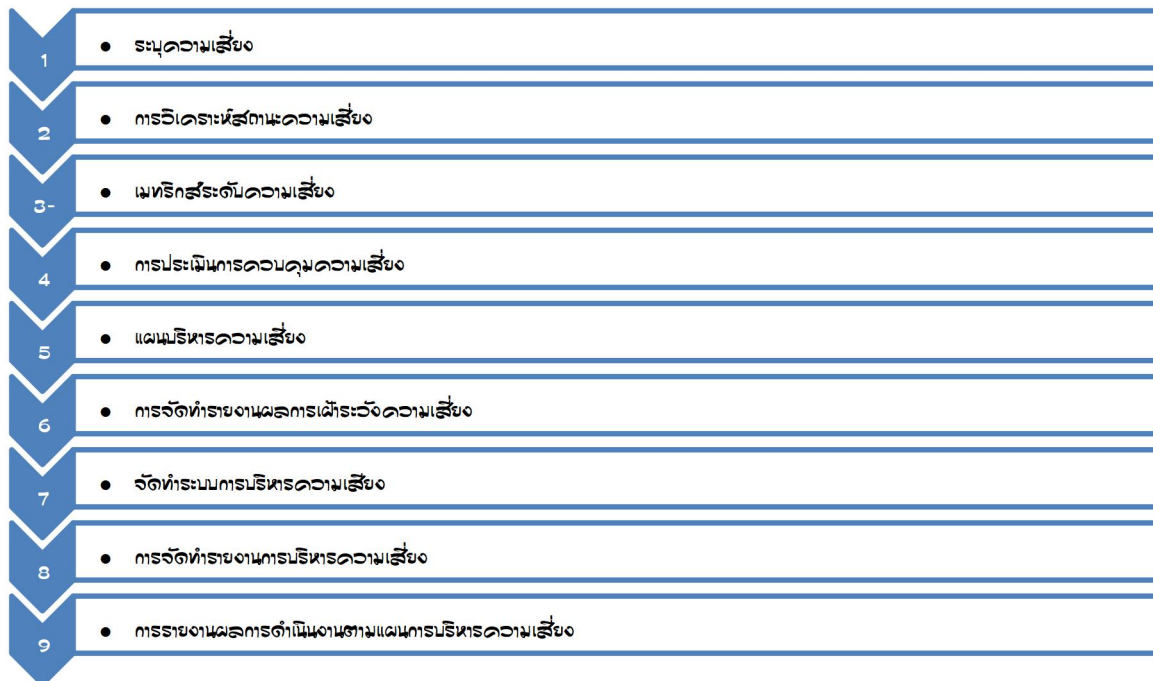 1
● ระบุความเสี่ยง
2
● การวิเคราะห์สถานะความเสี่ยง
3-
● เมทริกส์ระดับความเสี่ยง
4
● การประเมินการควบคุมความเสี่ยง
5
● แผนบริหารความเสี่ยง
6
● การจัดทำรายงานผลการเฝ้าระวังความเสี่ยง
7
● จัดทำระบบการบริหารความเสียง
8
● การจัดทำรายงานการบริหารความเสี่ยง
9
● การรายงานผลการดำเนินงานตามแผนการบริหารความเสี่ยง